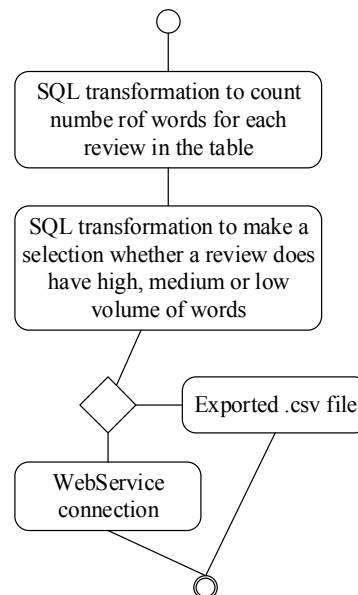 SQL transformation to count
numbe rof words for each
review in the table
SQL transformation to make a
selection whether a review does
have high, medium or low
volume of words
Exported .csv file
WebService
connection